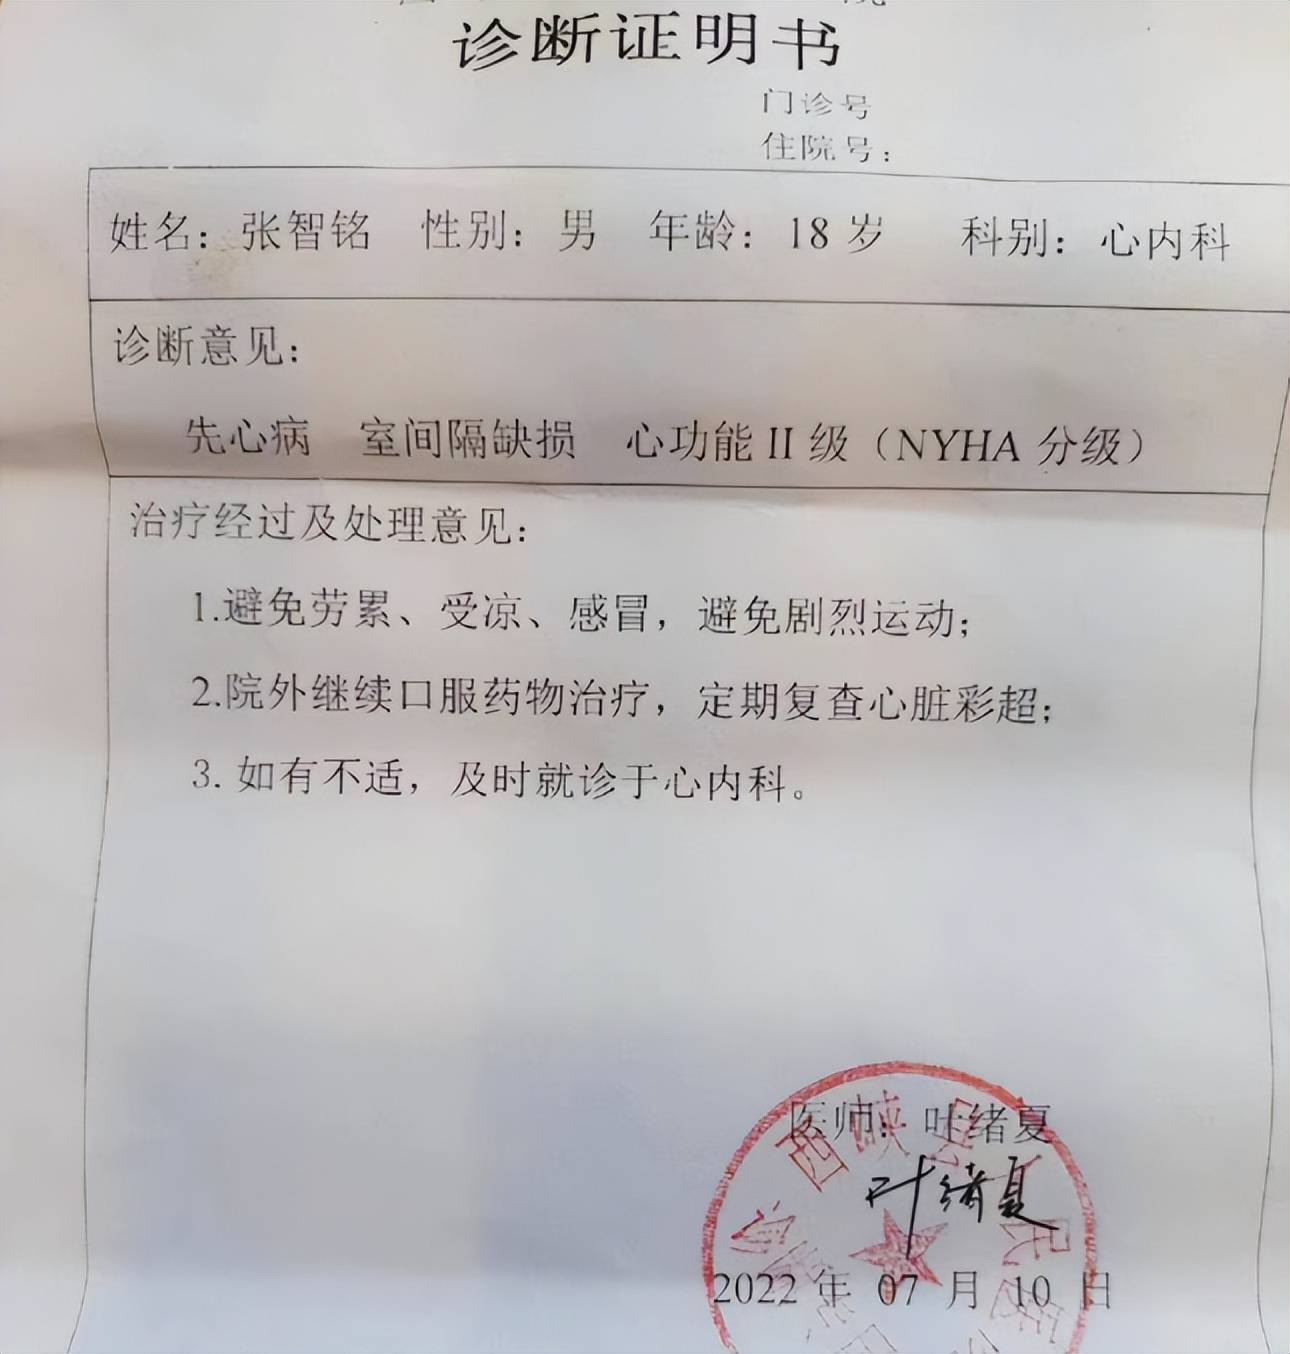 诊断证明书
门诊号
住院号：
姓名：张智铭 性别：男 年龄：18 岁 科别：心内科
诊断意见：
先心病 室间隔缺损 心功能 II 级（NYHA 分级）
治疗经过及处理意见：
1.避免劳累、受凉、感冒，避免剧烈运动；
2.院外继续口服药物治疗，定期复查心脏彩超；
3. 如有不适，及时就诊于心内科。
医师：叶绪夏
叶绪夏
西峡县人民医
2022 年 07 月 10 日